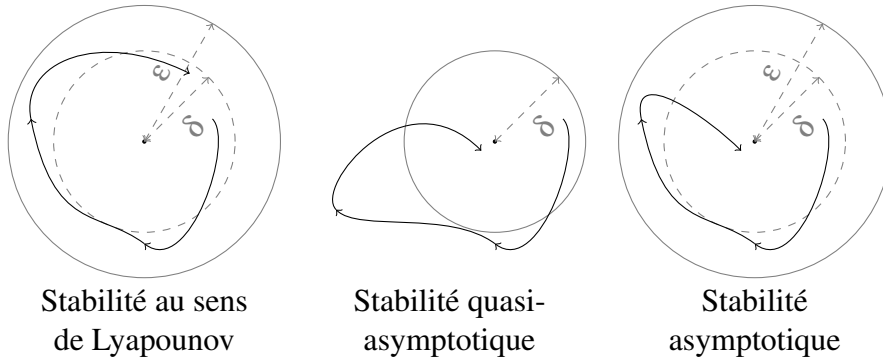 ε
δ
δ
ε
δ
Stabilité au sens
de Lyapounov
Stabilité quasi-
asymptotique
Stabilité
asymptotique